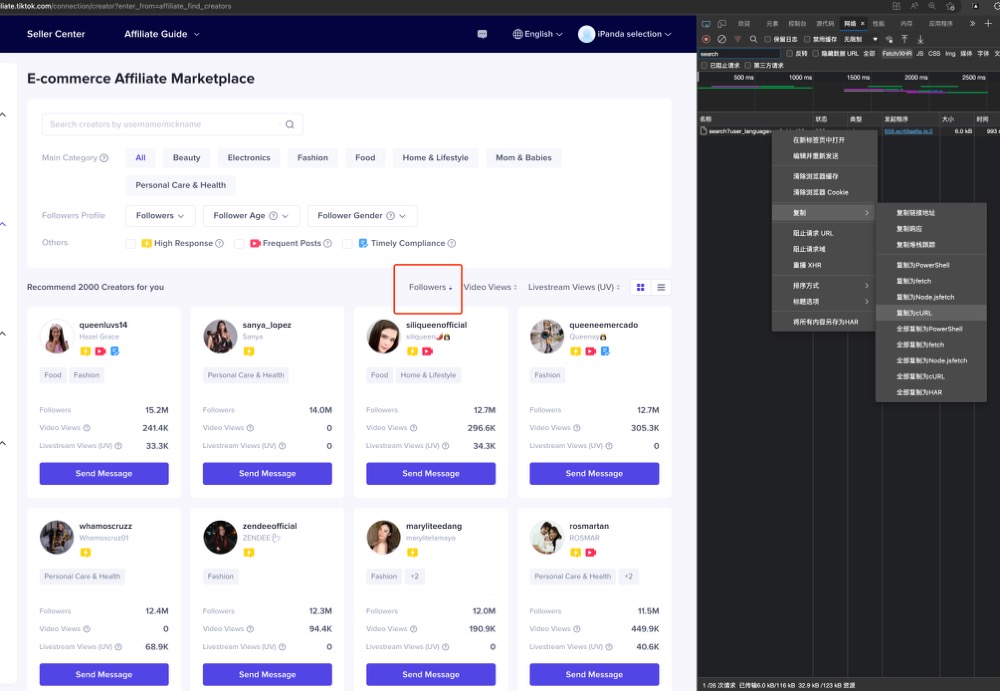 iliate.tiktok.com/connection/creator?enter_from=affiliate_find_creators
Seller Center
Affiliate Guide
English
iPanda selection
E-commerce Affiliate Marketplace
Search creators by username/nickname
Main Category
All
Beauty
Electronics
Fashion
Food
Home & Lifestyle
Mom & Babies
Personal Care & Health
Followers Profile
Followers
Follower Age
Follower Gender
Others
High Response
Frequent Posts
Timely Compliance
Recommend 2000 Creators for you
Followers
Video Views
Livestream Views (UV)
queenluvs14
Hazel Grace
Food
Fashion
Followers 15.2M
Video Views 241.4K
Livestream Views (UV) 33.3K
Send Message
sanya_lopez
Sanya
Personal Care & Health
Followers 14.0M
Video Views 0
Livestream Views (UV) 0
Send Message
siliqueenofficial
siliqueen
Food
Home & Lifestyle
Followers 12.7M
Video Views 296.6K
Livestream Views (UV) 34.3K
Send Message
queeneemercado
Queenay
Fashion
Followers 12.7M
Video Views 305.3K
Livestream Views (UV) 0
Send Message
whamoscruzz
Whamoscruz01
Personal Care & Health
Followers 12.4M
Video Views 0
Livestream Views (UV) 68.9K
Send Message
zendeeofficial
ZENDEE
Fashion
Followers 12.3M
Video Views 94.4K
Livestream Views (UV) 0
Send Message
maryliteedang
marylitelamayo
Fashion
+2
Followers 12.0M
Video Views 190.9K
Livestream Views (UV) 0
Send Message
rosmartan
ROSMAR
Personal Care & Health
+2
Followers 11.5M
Video Views 449.9K
Livestream Views (UV) 40.6K
Send Message
欢迎 元素 控制台 源代码 网络 性能 内存 应用程序
保留日志 禁用缓存 无限制
search
反转 隐藏数据 URL 全部 Fetch/XHR JS CSS Img 媒体 字体
已阻止请求 第三方请求
500 ms 1000 ms 1500 ms 2000 ms 2500 ms
名称 状态 类型 发起程序 大小 时间
search?user_language= 6.0 kB 993
在新标签页中打开
编辑并重新发送
清除浏览器缓存
清除浏览器 Cookie
复制
阻止请求 URL
阻止请求域
重播 XHR
排序方式
标题选项
将所有内容另存为HAR
复制链接地址
复制响应
复制堆栈跟踪
复制为PowerShell
复制为fetch
复制为Node.jsfetch
复制为cURL
全部复制为PowerShell
全部复制为fetch
全部复制为Node.jsfetch
全部复制为cURL
全部复制为HAR
1 /26 次请求 已传输6.0 kB/116 kB 32.9 kB /123 kB 资源